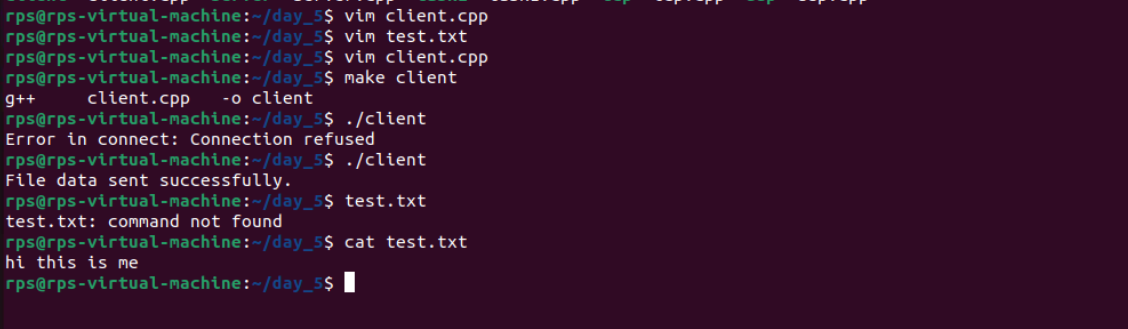 rps@rps-virtual-machine:~/day_5$ vim client.cpp
rps@rps-virtual-machine:~/day_5$ vim test.txt
rps@rps-virtual-machine:~/day_5$ vim client.cpp
rps@rps-virtual-machine:~/day_5$ make client
g++     client.cpp   -o client
rps@rps-virtual-machine:~/day_5$ ./client
Error in connect: Connection refused
rps@rps-virtual-machine:~/day_5$ ./client
File data sent successfully.
rps@rps-virtual-machine:~/day_5$ test.txt
test.txt: command not found
rps@rps-virtual-machine:~/day_5$ cat test.txt
hi this is me
rps@rps-virtual-machine:~/day_5$